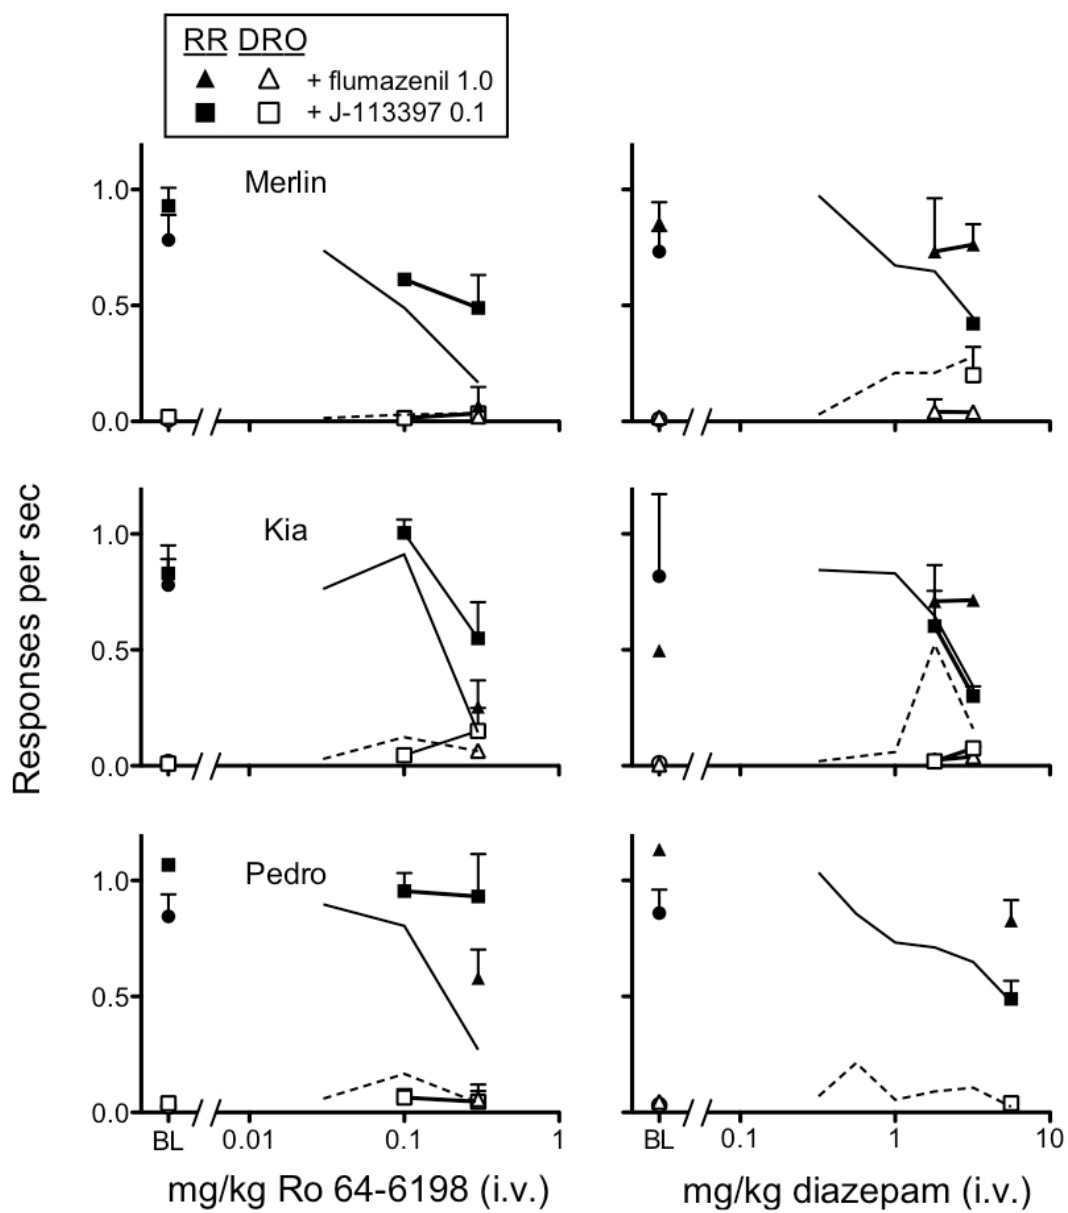 RR DRO
+ flumazenil 1.0
+ J-113397 0.1
Merlin
1.0
0.5
0.0
Responses per sec
Kia
1.0
0.5
0.0
Pedro
1.0
0.5
0.0
BL 0.01 0.1 1
BL 0.1 1 10
mg/kg Ro 64-6198 (i.v.)
mg/kg diazepam (i.v.)